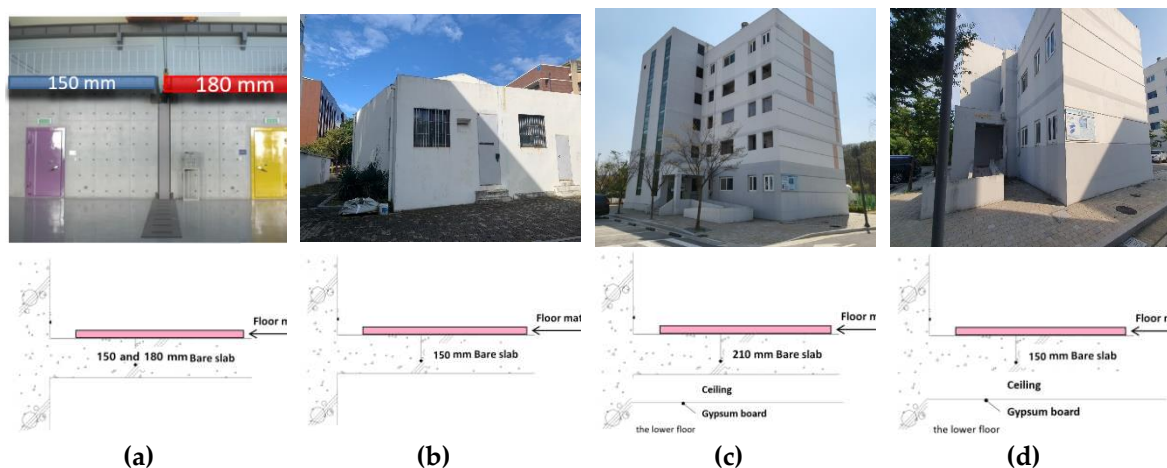 150 mm
180 mm
Floor m
150 and 180 mm Bare slab
Floor mat
150 mm Bare slab
Floor m
210 mm Bare slab
Ceiling
Gypsum board
the lower floor
Floor m
150 mm Bare slab
Ceiling
Gypsum board
the lower floor
(a)
(b)
(c)
(d)